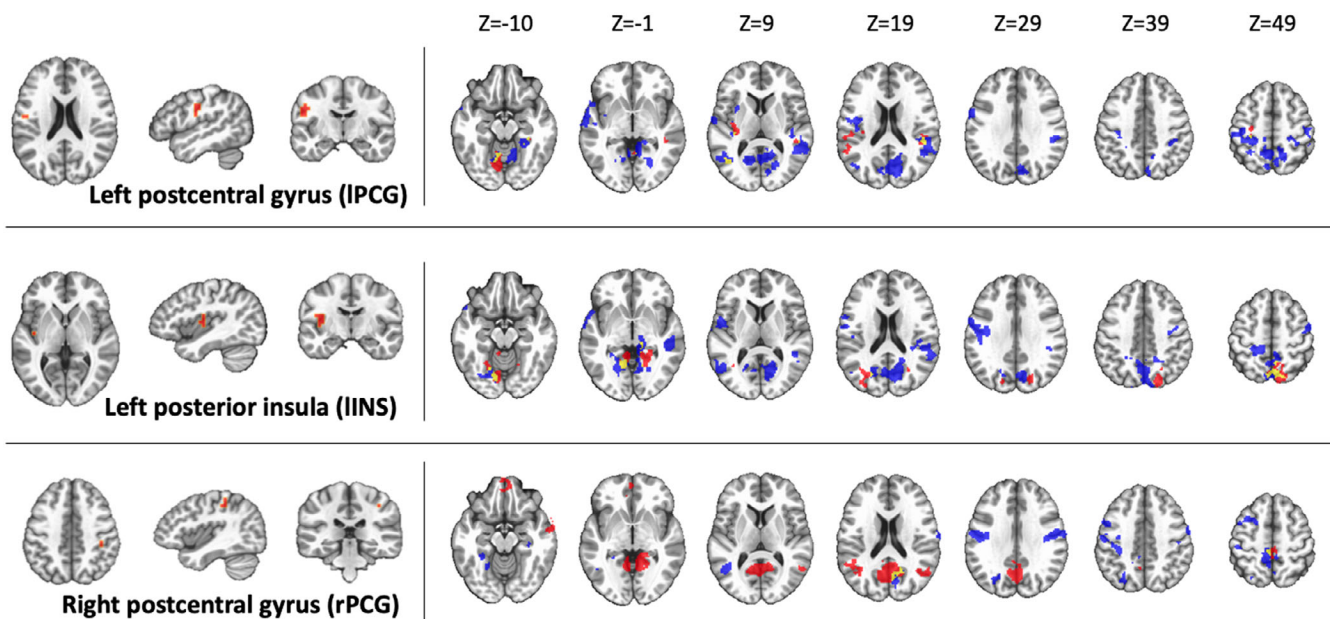 Z=-10 Z=-1 Z=9 Z=19 Z=29 Z=39 Z=49
Left postcentral gyrus (lPCG)
Left posterior insula (lINS)
Right postcentral gyrus (rPCG)